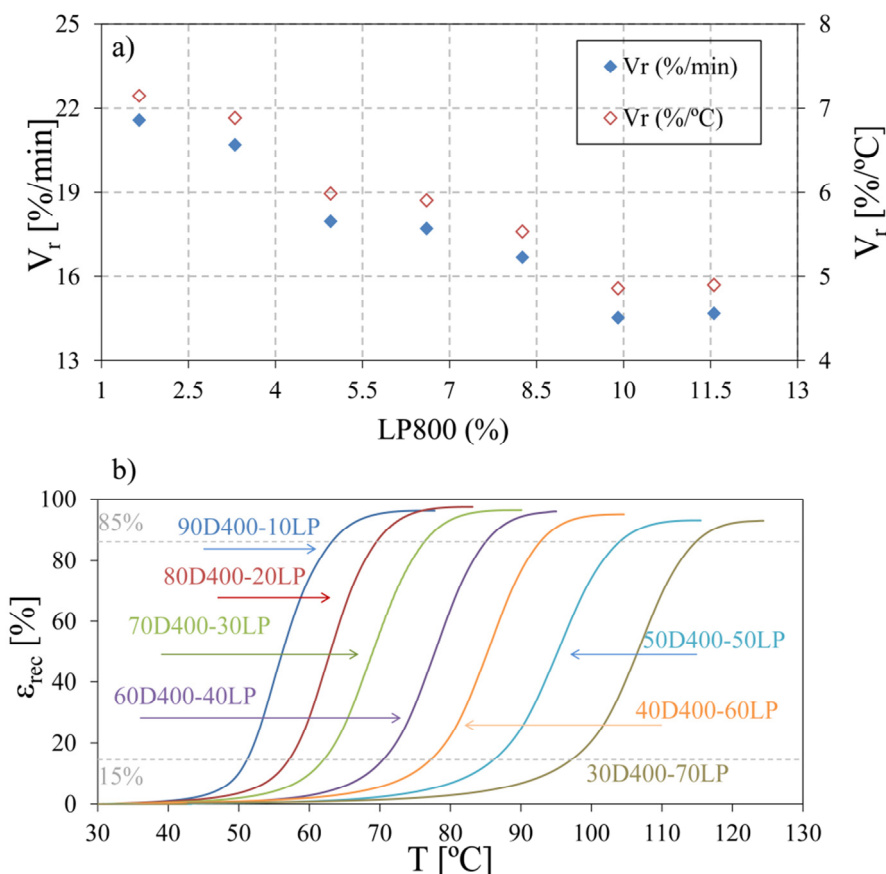 a)
25
22
19
16
13
V_r [%/min]
8
7
6
5
4
V_r [%/ºC]
Vr (%/min)
Vr (%/ºC)
1 2.5 4 5.5 7 8.5 10 11.5 13
LP800 (%)
b)
100
80
60
40
20
0
ε_rec [%]
85%
15%
90D400-10LP
80D400-20LP
70D400-30LP
60D400-40LP
50D400-50LP
40D400-60LP
30D400-70LP
30 40 50 60 70 80 90 100 110 120 130
T [ºC]